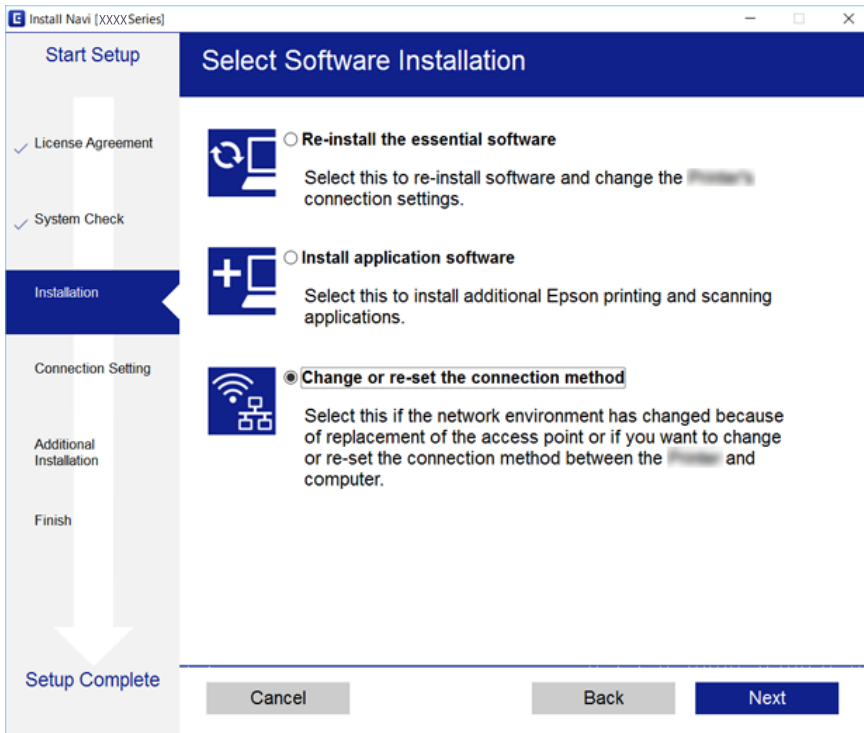 Install Navi [XXXXSeries]
Start Setup
License Agreement
System Check
Installation
Connection Setting
Additional
Installation
Finish
Setup Complete
Select Software Installation
Re-install the essential software
Select this to re-install software and change the
connection settings.
Install application software
Select this to install additional Epson printing and scanning
applications.
Change or re-set the connection method
Select this if the network environment has changed because
of replacement of the access point or if you want to change
or re-set the connection method between the and
computer.
Cancel
Back
Next